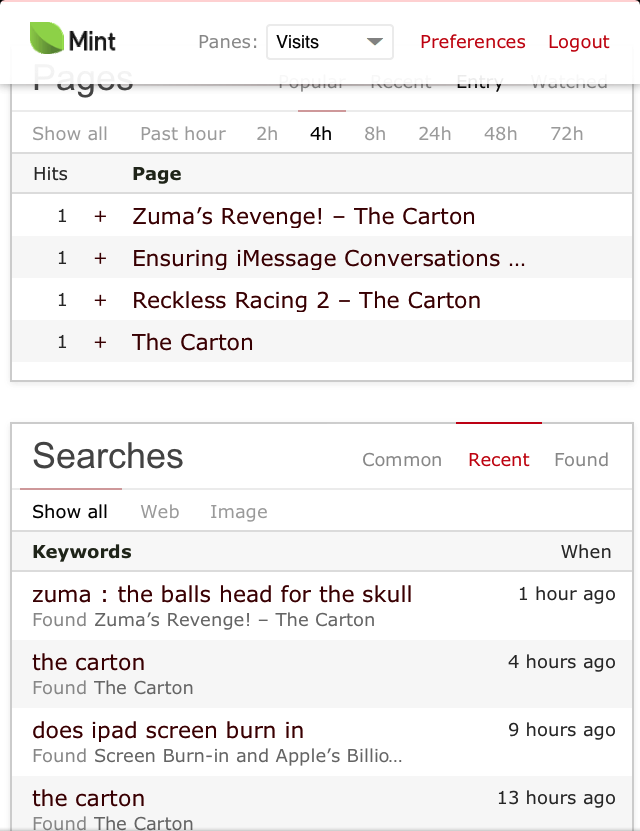 Mint Panes: Visits Preferences Logout
Pages Popular Recent Entry Watched
Show all Past hour 2h 4h 8h 24h 48h 72h
Hits Page
1 + Zuma’s Revenge! – The Carton
1 + Ensuring iMessage Conversations ...
1 + Reckless Racing 2 – The Carton
1 + The Carton
Searches Common Recent Found
Show all Web Image
Keywords When
zuma : the balls head for the skull 1 hour ago
Found Zuma’s Revenge! – The Carton
the carton 4 hours ago
Found The Carton
does ipad screen burn in 9 hours ago
Found Screen Burn-in and Apple’s Billio...
the carton 13 hours ago
Found The Carton